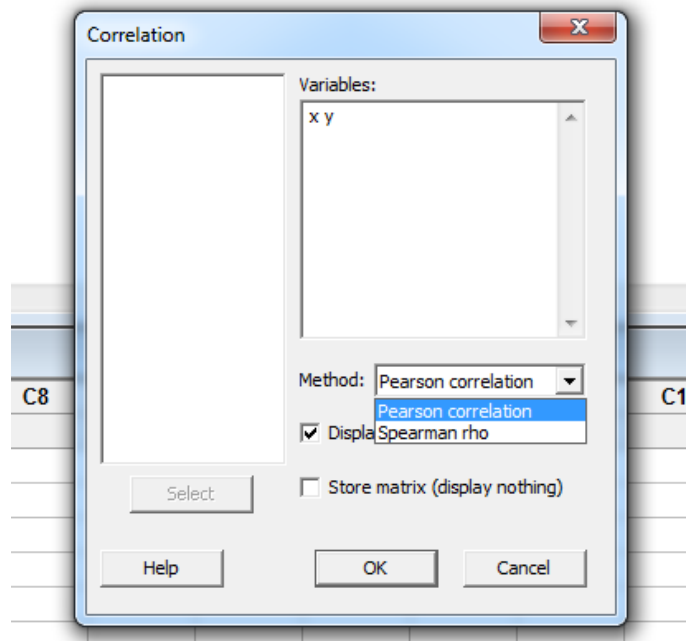 Correlation
Variables:
x y
Method: Pearson correlation
Pearson correlation
Spearman rho
Displa
Select
Store matrix (display nothing)
Help
OK
Cancel
C8
C1